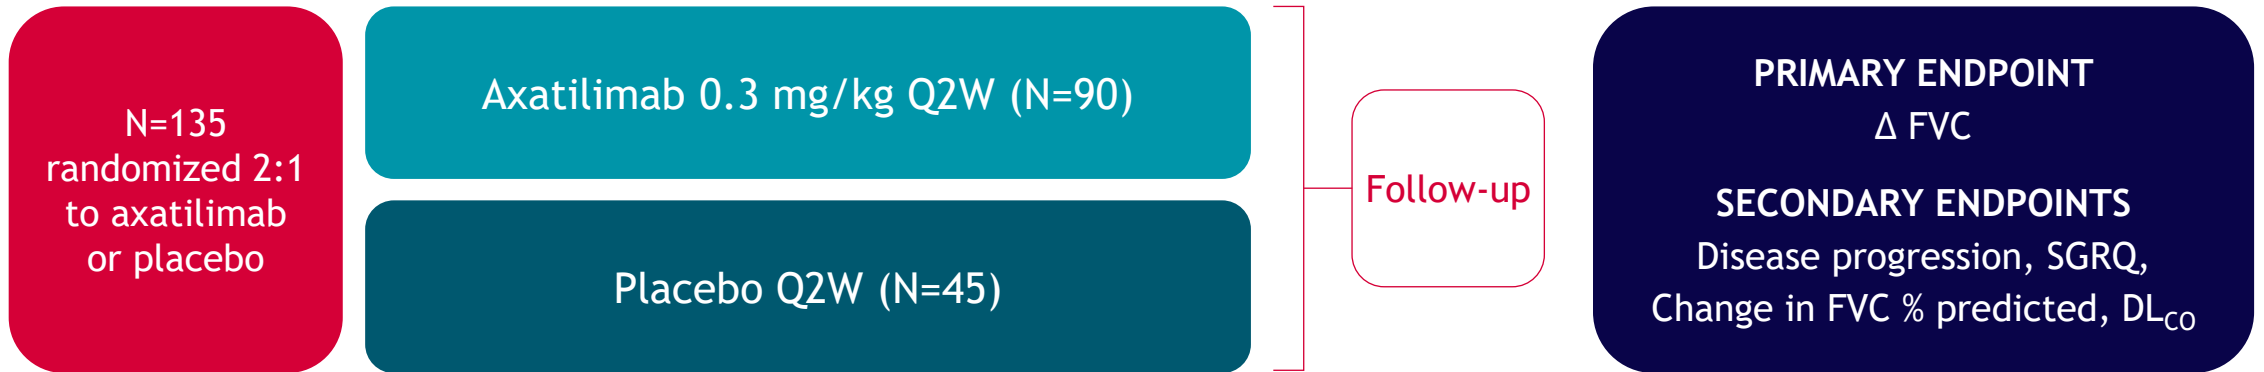 N=135
randomized 2:1
to axatilimab
or placebo
Axatilimab 0.3 mg/kg Q2W (N=90)
Placebo Q2W (N=45)
Follow-up
PRIMARY ENDPOINT
Δ FVC
SECONDARY ENDPOINTS
Disease progression, SGRQ,
Change in FVC % predicted, DLCO